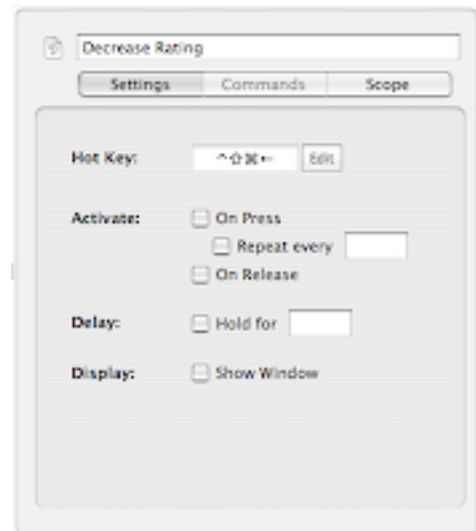 Decrease Rating
Settings Commands Scope
Hot Key: ^⇧⌘← Edit
Activate: On Press
Repeat every
On Release
Delay: Hold for
Display: Show Window